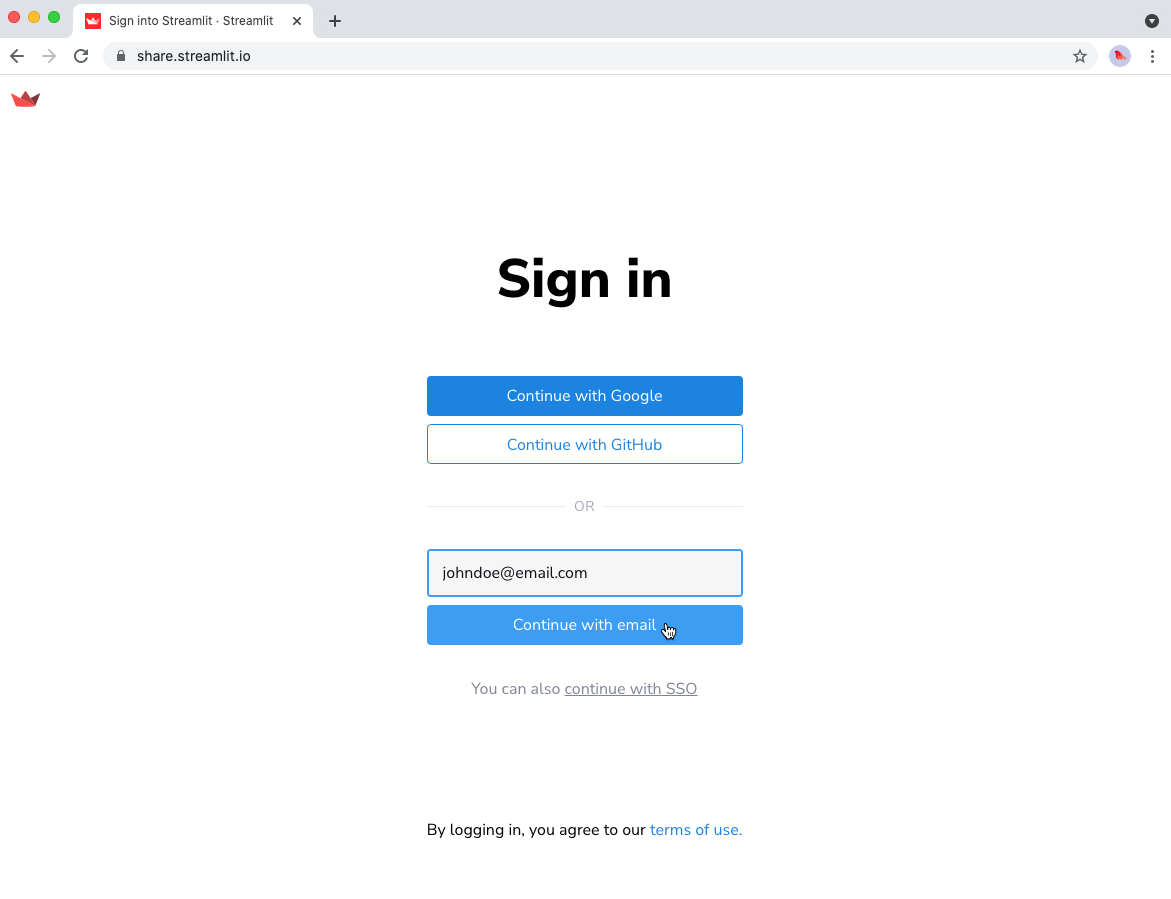 Sign into Streamlit · Streamlit
share.streamlit.io
Sign in
Continue with Google
Continue with GitHub
OR
johndoe@email.com
Continue with email
You can also continue with SSO
By logging in, you agree to our terms of use.